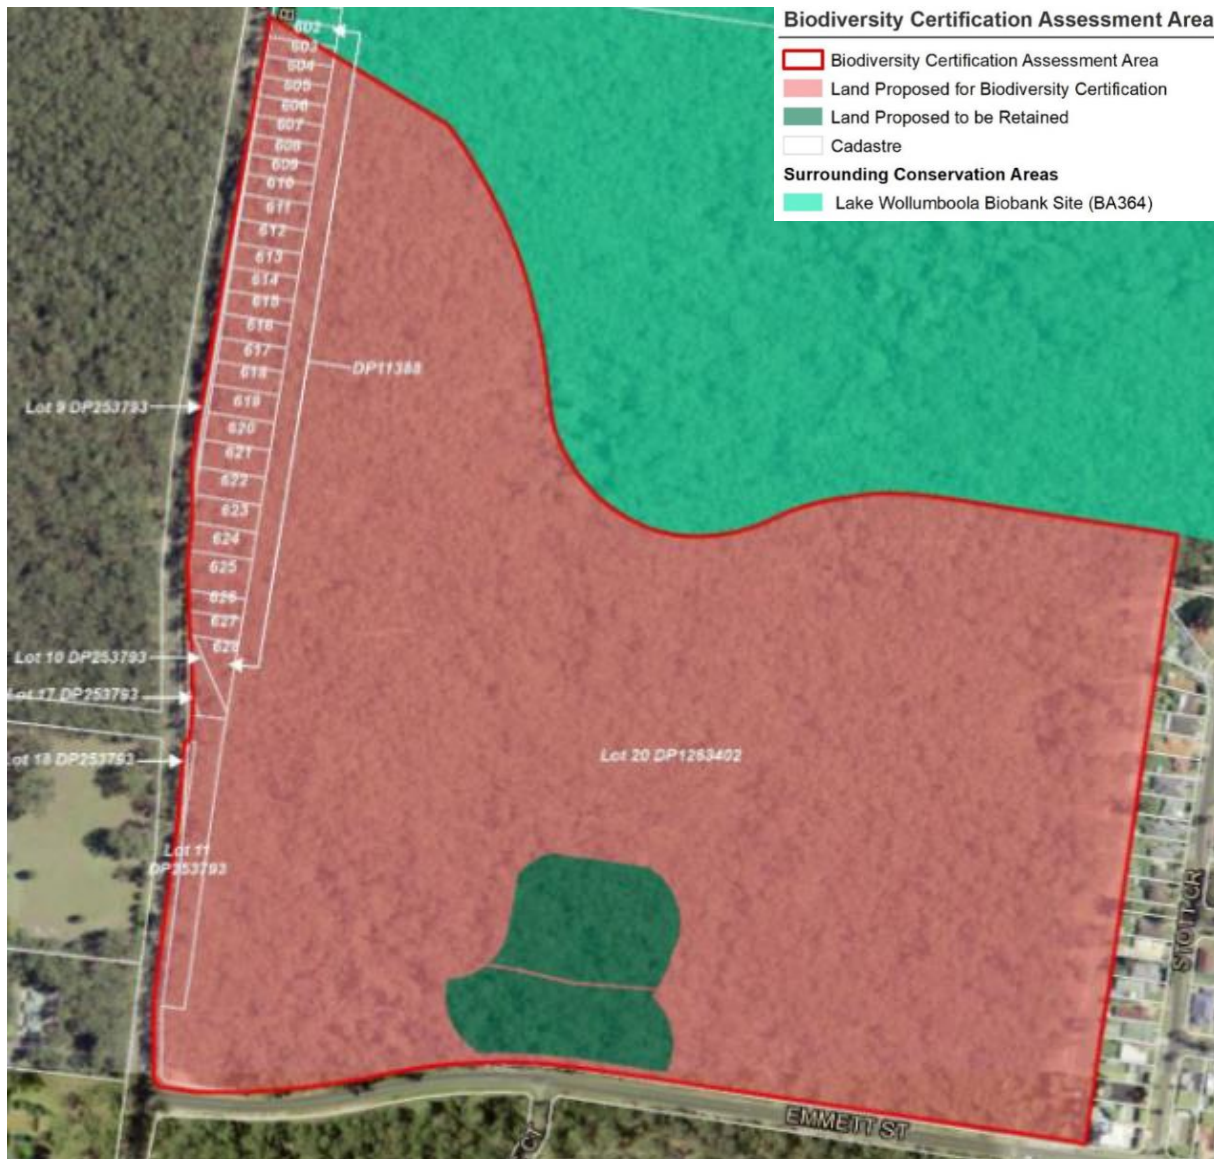 Biodiversity Certification Assessment Area
Biodiversity Certification Assessment Area
Land Proposed for Biodiversity Certification
Land Proposed to be Retained
Cadastre
Surrounding Conservation Areas
Lake Wollumboola Biobank Site (BA364)
602
603
604
605
606
607
608
609
610
611
612
613
614
615
616
617
618
619
620
621
622
623
624
625
626
627
628
DP11388
Lot 9 DP253793
Lot 10 DP253793
Lot 17 DP253793
Lot 18 DP253793
Lot 11
DP253793
Lot 20 DP1263402
STOTT CR
EMMETT ST